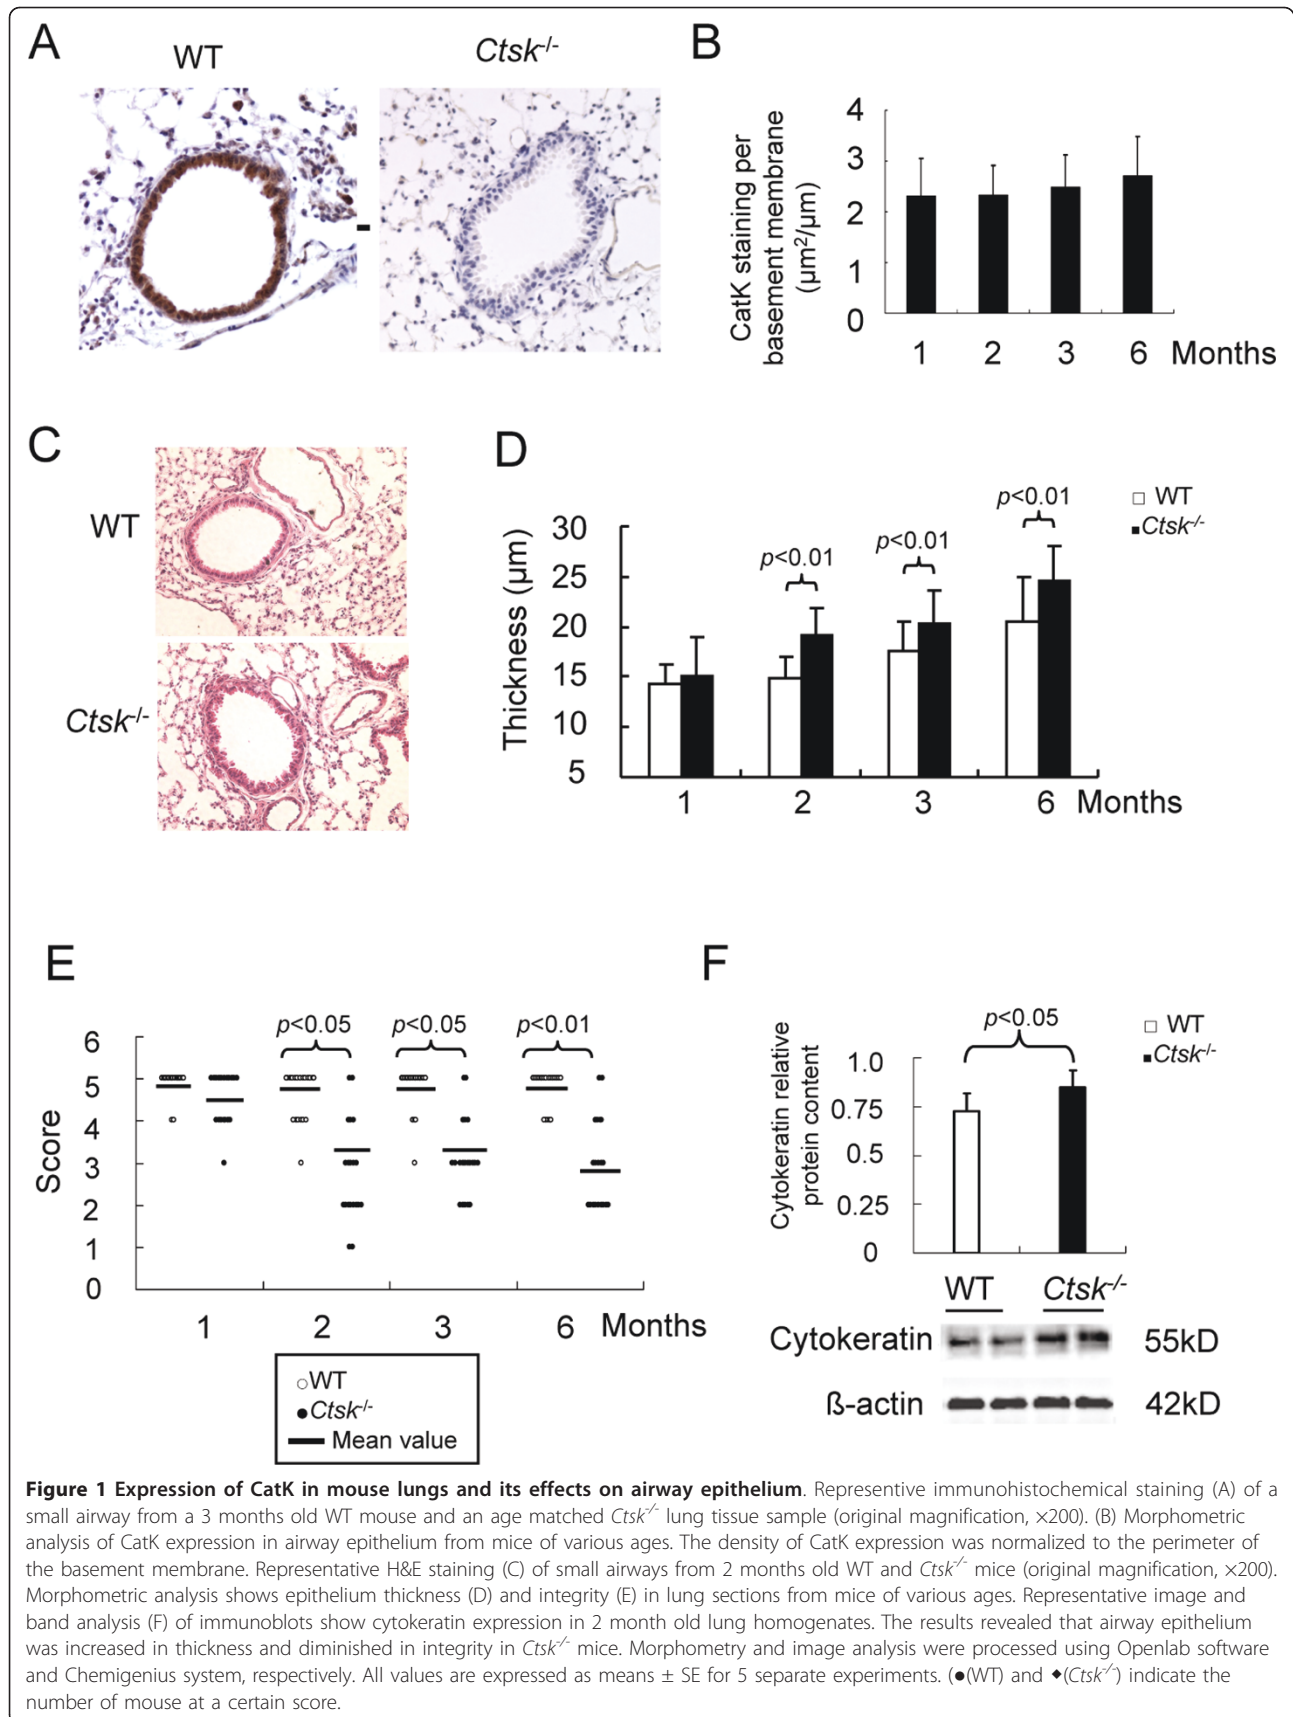 A
WT
Ctsk-/-
B
CatK staining per
basement membrane
(µm²/µm)
4
3
2
1
0
1 2 3 6 Months
C
WT
Ctsk-/-
D
Thickness (µm)
30
25
20
15
10
5
p<0.01
p<0.01
p<0.01
WT
Ctsk-/-
1 2 3 6 Months
E
Score
6
5
4
3
2
1
0
p<0.05
p<0.05
p<0.01
1 2 3 6 Months
WT
Ctsk-/-
Mean value
F
Cytokeratin relative
protein content
1.0
0.75
0.5
0.25
0
p<0.05
WT
Ctsk-/-
WT Ctsk-/-
Cytokeratin 55kD
ß-actin 42kD
Figure 1 Expression of CatK in mouse lungs and its effects on airway epithelium. Representive immunohistochemical staining (A) of a
small airway from a 3 months old WT mouse and an age matched Ctsk-/- lung tissue sample (original magnification, ×200). (B) Morphometric
analysis of CatK expression in airway epithelium from mice of various ages. The density of CatK expression was normalized to the perimeter of
the basement membrane. Representative H&E staining (C) of small airways from 2 months old WT and Ctsk-/- mice (original magnification, ×200).
Morphometric analysis shows epithelium thickness (D) and integrity (E) in lung sections from mice of various ages. Representative image and
band analysis (F) of immunoblots show cytokeratin expression in 2 month old lung homogenates. The results revealed that airway epithelium
was increased in thickness and diminished in integrity in Ctsk-/- mice. Morphometry and image analysis were processed using Openlab software
and Chemigenius system, respectively. All values are expressed as means ± SE for 5 separate experiments. (●(WT) and ◆(Ctsk-/-) indicate the
number of mouse at a certain score.